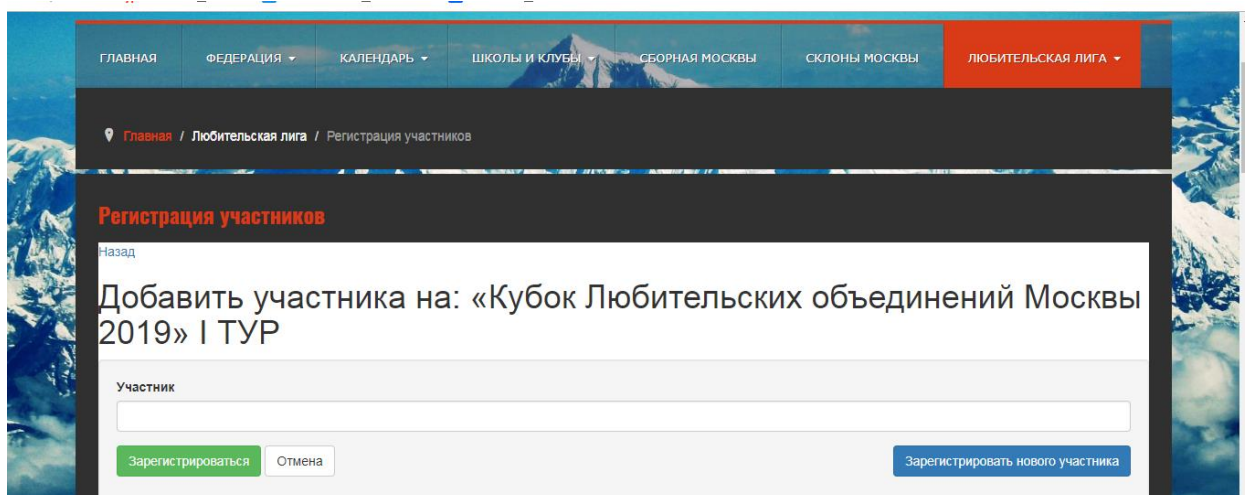 ГЛАВНАЯ ФЕДЕРАЦИЯ КАЛЕНДАРЬ ШКОЛЫ И КЛУБЫ СБОРНАЯ МОСКВЫ СКЛОНЫ МОСКВЫ ЛЮБИТЕЛЬСКАЯ ЛИГА
Главная / Любительская лига / Регистрация участников
Регистрация участников
Назад
Добавить участника на: «Кубок Любительских объединений Москвы
2019» I ТУР
Участник
Зарегистрироваться Отмена Зарегистрировать нового участника